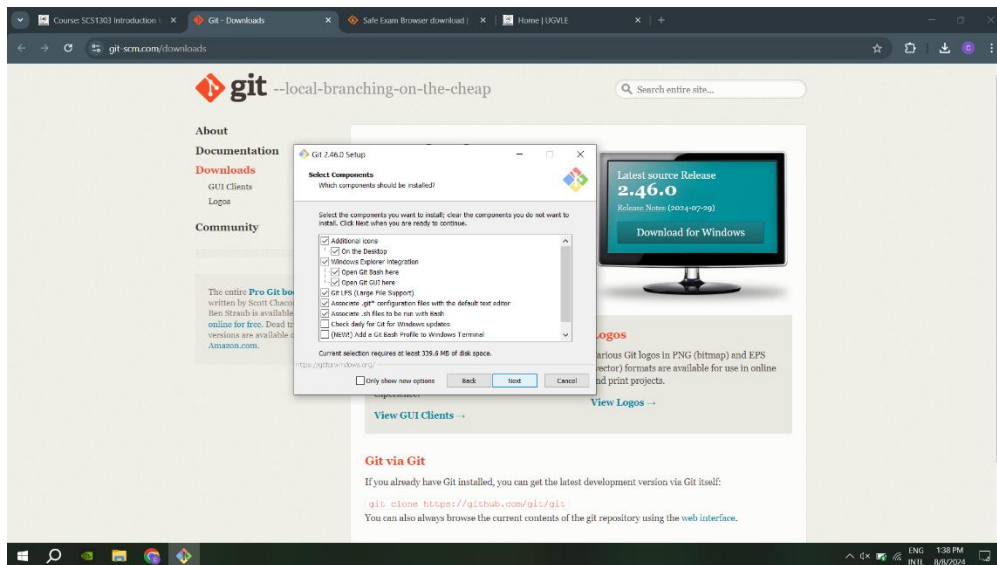 Course: SCS1303 Introduction t
Git - Downloads
Safe Exam Browser download |
Home | UGVLE
git-scm.com/downloads
git --local-branching-on-the-cheap
Search entire site...
About
Documentation
Downloads
GUI Clients
Logos
Community
The entire Pro Git bo
written by Scott Chaco
Ben Straub is available
online for free. Dead tr
versions are available o
Amazon.com.
Git 2.46.0 Setup
Select Components
Which components should be installed?
Select the components you want to install; clear the components you do not want to
install. Click Next when you are ready to continue.
Additional icons
On the Desktop
Windows Explorer integration
Open Git Bash here
Open Git GUI here
Git LFS (Large File Support)
Associate .git* configuration files with the default text editor
Associate .sh files to be run with Bash
Check daily for Git for Windows updates
(NEW!) Add a Git Bash Profile to Windows Terminal
Current selection requires at least 339.6 MB of disk space.
https://gitforwindows.org/
Only show new options
Back
Next
Cancel
Latest source Release
2.46.0
Release Notes (2024-07-29)
Download for Windows
Logos
Various Git logos in PNG (bitmap) and EPS
(vector) formats are available for use in online
and print projects.
View GUI Clients →
View Logos →
Git via Git
If you already have Git installed, you can get the latest development version via Git itself:
git clone https://github.com/git/git
You can also always browse the current contents of the git repository using the web interface.
ENG
INTL
1:38 PM
8/8/2024